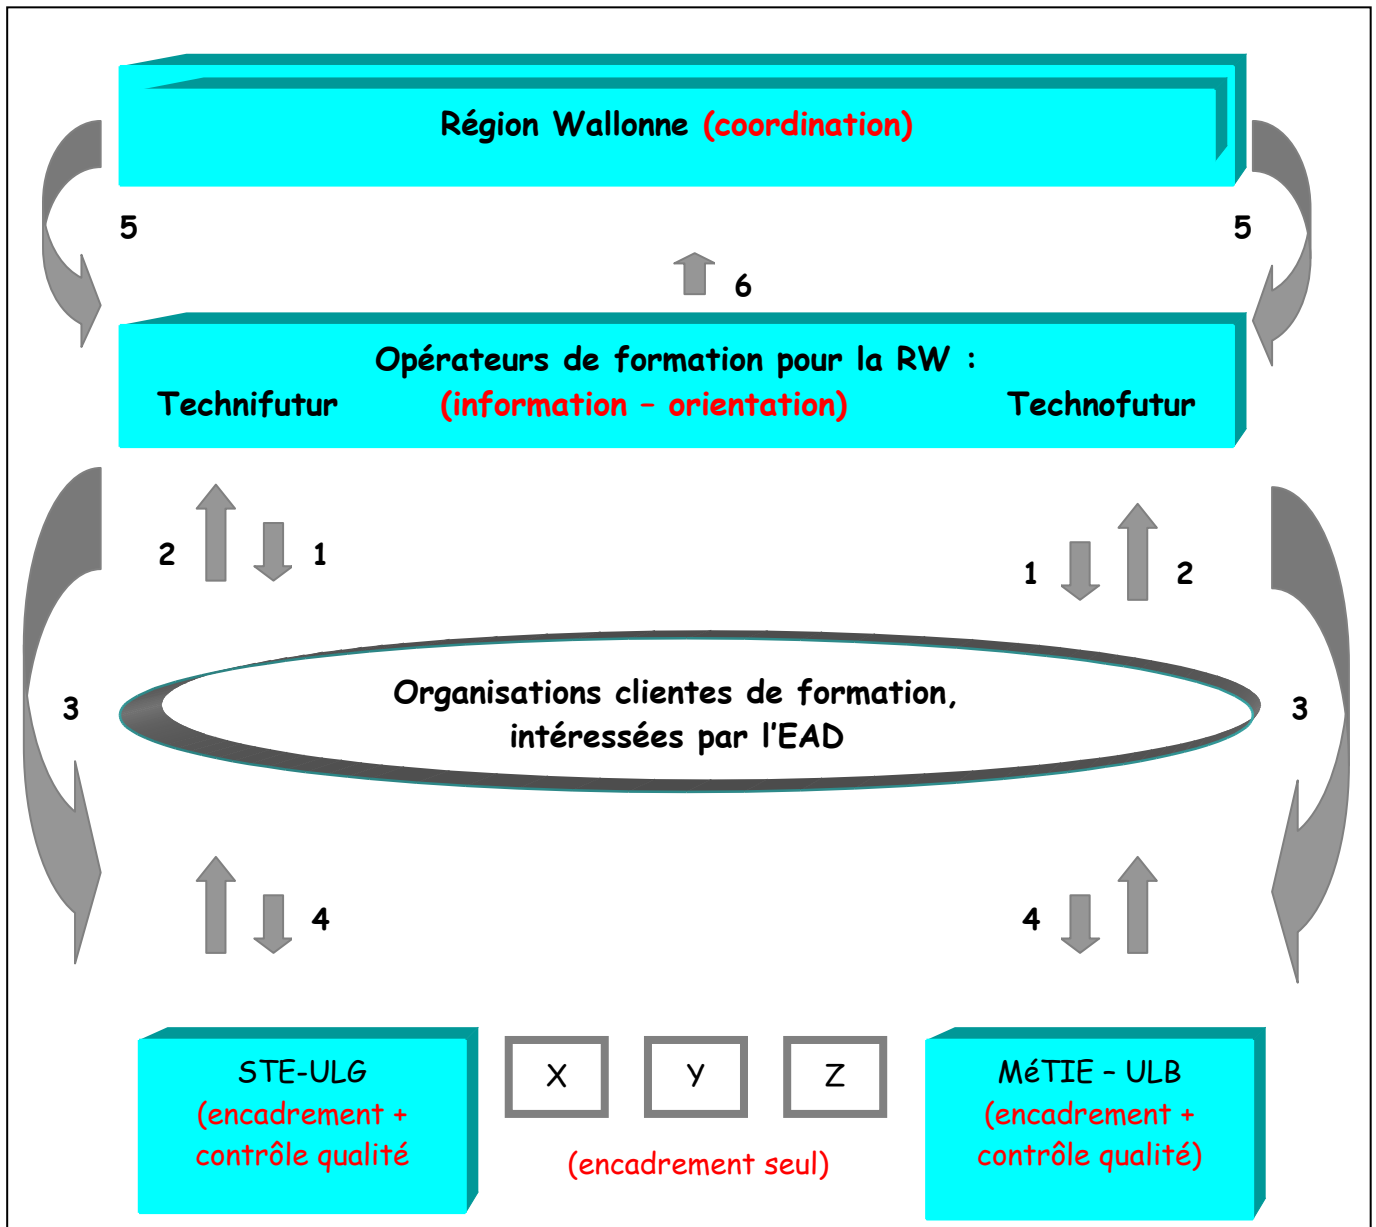 Région Wallonne (coordination)
5
5
6
Opérateurs de formation pour la RW :
Technifutur (information – orientation) Technofutur
2
1
1
2
3
Organisations clientes de formation,
intéressées par l'EAD
3
4
4
STE-ULG
(encadrement +
contrôle qualité
X
Y
Z
(encadrement seul)
MéTIE – ULB
(encadrement +
contrôle qualité)